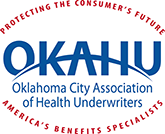 PROTECTING THE CONSUMER'S FUTURE
OKAHU
Oklahoma City Association
of Health Underwriters
AMERICA'S BENEFITS SPECIALISTS